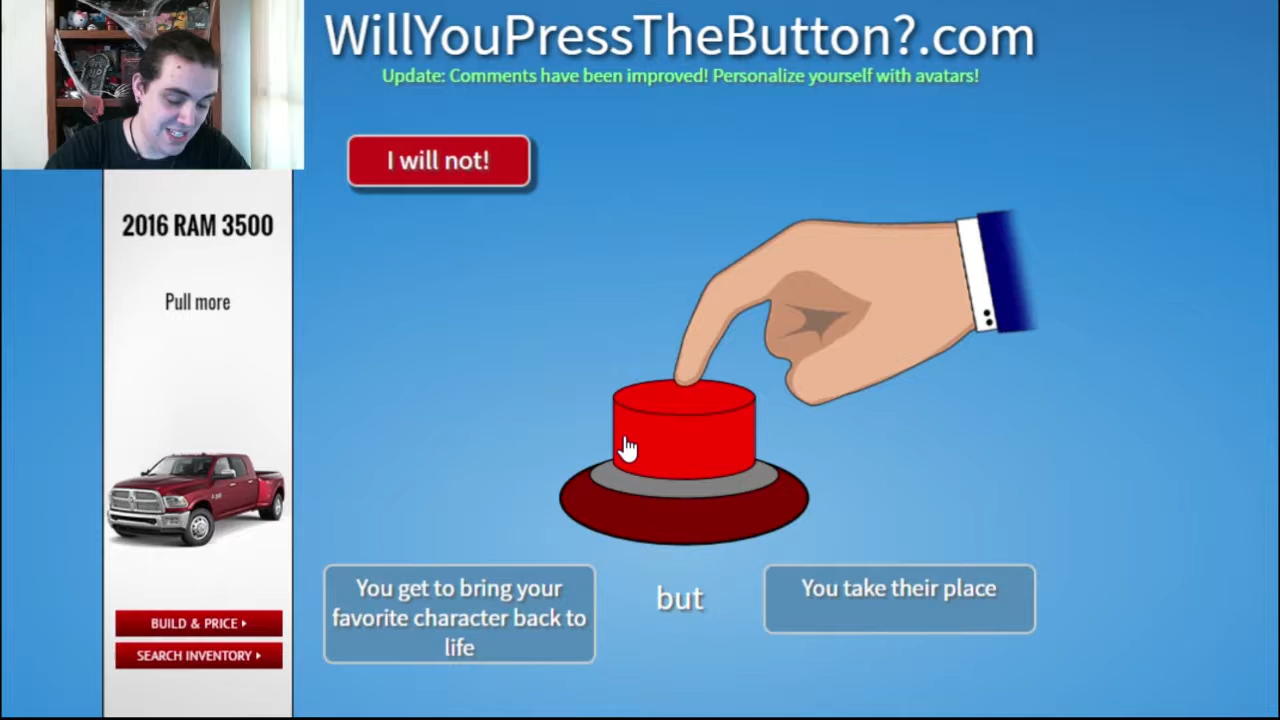 WillYouPressTheButton?.com
Update: Comments have been improved! Personalize yourself with avatars!
I will not!
2016 RAM 3500
Pull more
BUILD & PRICE
SEARCH INVENTORY
You get to bring your
favorite character back to
life
but
You take their place